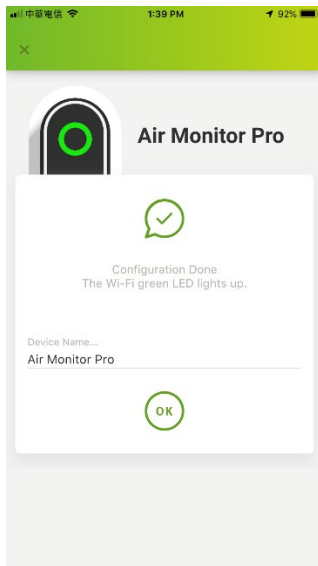 中華電信 1:39 PM 92%
Air Monitor Pro
Configuration Done
The Wi-Fi green LED lights up.
Device Name...
Air Monitor Pro
OK